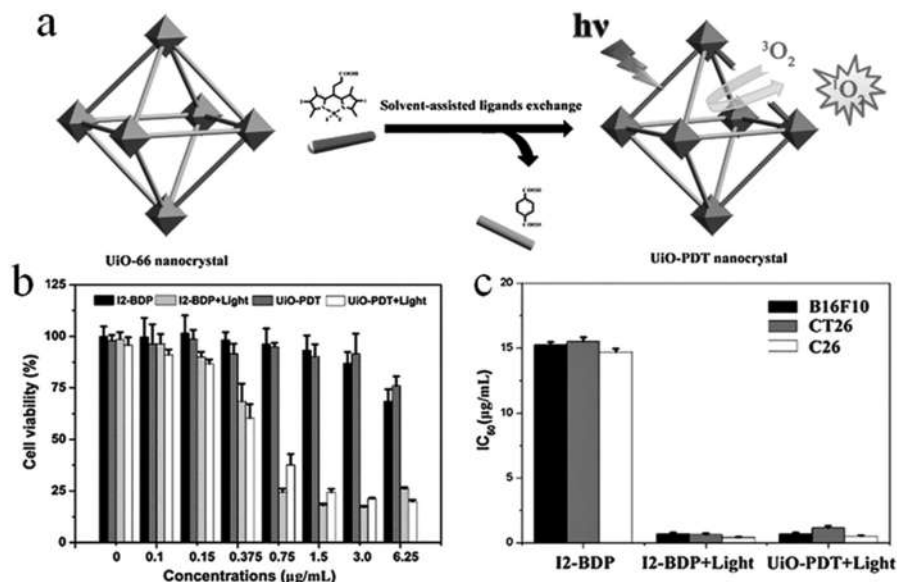 a
hν
³O₂
¹O₂
COOH
Solvent-assisted ligands exchange
COOH
COOH
UiO-66 nanocrystal
UiO-PDT nanocrystal
b
I2-BDP I2-BDP+Light UiO-PDT UiO-PDT+Light
Cell viability (%)
125
100
75
50
25
0
0 0.1 0.15 0.375 0.75 1.5 3.0 6.25
Concentrations (μg/mL)
c
B16F10
CT26
C26
IC₅₀(μg/mL)
20
15
10
5
0
I2-BDP I2-BDP+Light UiO-PDT+Light